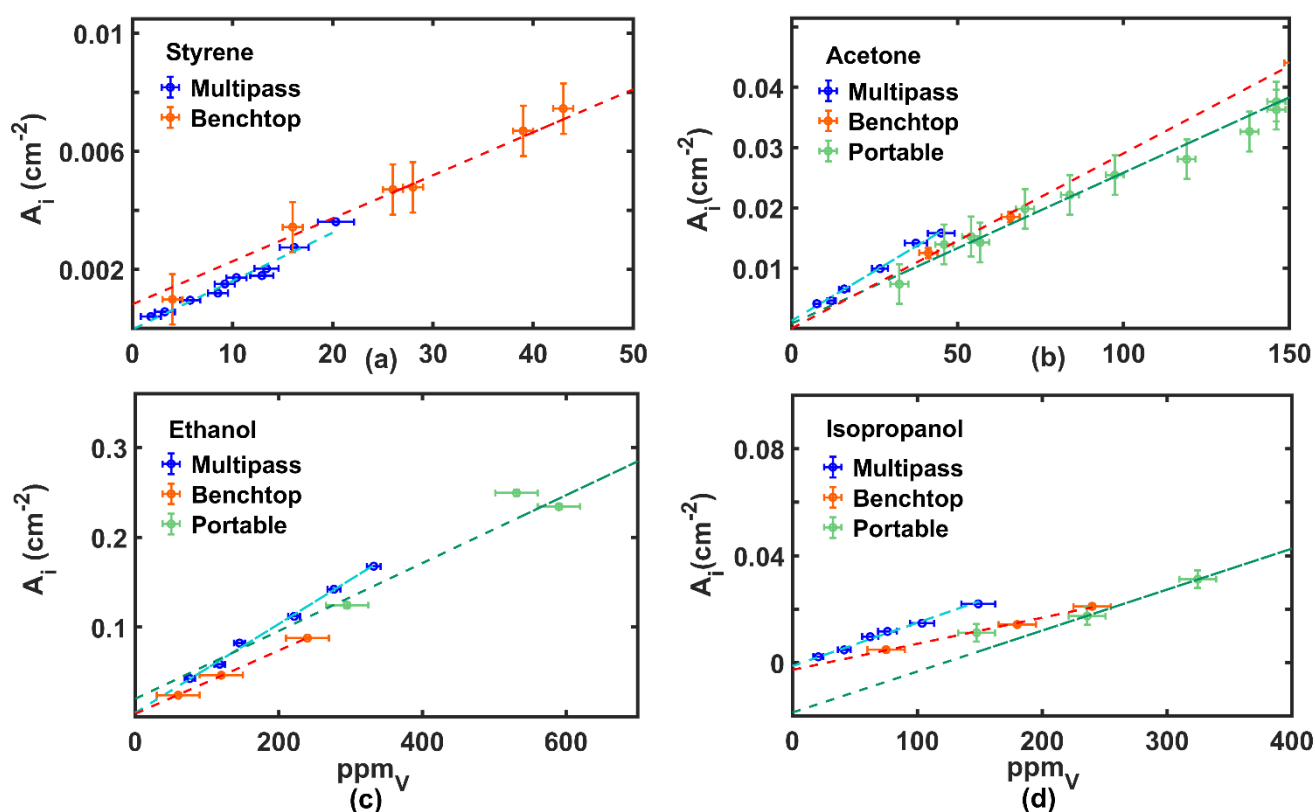 0.01
0.006
0.002
A_i (cm^-2)
Styrene
Multipass
Benchtop
0 10 20 30 40 50
(a)
0.04
0.03
0.02
0.01
A_i(cm^-2)
Acetone
Multipass
Benchtop
Portable
0 50 100 150
(b)
0.3
0.2
0.1
A_i (cm^-2)
Ethanol
Multipass
Benchtop
Portable
0 200 400 600
ppm_V
(c)
0.08
0.04
0
A_i(cm^-2)
Isopropanol
Multipass
Benchtop
Portable
0 100 200 300 400
ppm_V
(d)